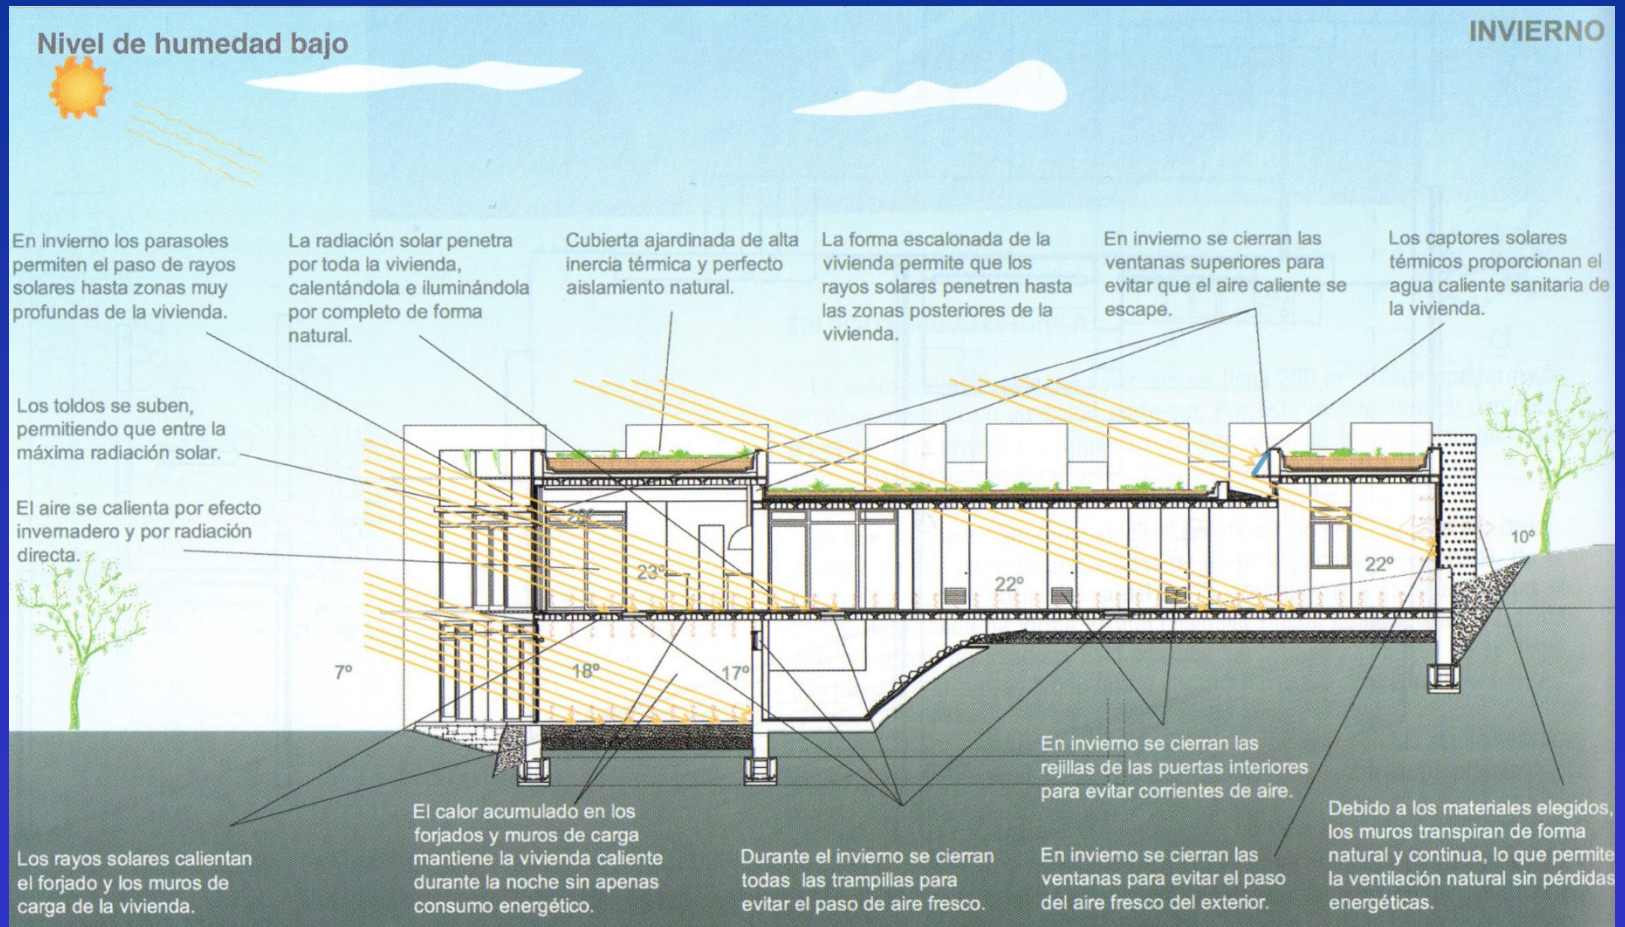 Nivel de humedad bajo
INVIERNO
En invierno los parasoles
permiten el paso de rayos
solares hasta zonas muy
profundas de la vivienda.
La radiación solar penetra
por toda la vivienda,
calentándola e iluminándola
por completo de forma
natural.
Cubierta ajardinada de alta
inercia térmica y perfecto
aislamiento natural.
La forma escalonada de la
vivienda permite que los
rayos solares penetren hasta
las zonas posteriores de la
vivienda.
En invierno se cierran las
ventanas superiores para
evitar que el aire caliente se
escape.
Los captores solares
térmicos proporcionan el
agua caliente sanitaria de
la vivienda.
Los toldos se suben,
permitiendo que entre la
máxima radiación solar.
El aire se calienta por efecto
invernadero y por radiación
directa.
23º
22º
22º
10º
7º
18º
17º
Los rayos solares calientan
el forjado y los muros de
carga de la vivienda.
El calor acumulado en los
forjados y muros de carga
mantiene la vivienda caliente
durante la noche sin apenas
consumo energético.
Durante el invierno se cierran
todas las trampillas para
evitar el paso de aire fresco.
En invierno se cierran las
rejillas de las puertas interiores
para evitar corrientes de aire.
En invierno se cierran las
ventanas para evitar el paso
del aire fresco del exterior.
Debido a los materiales elegidos,
los muros transpiran de forma
natural y continua, lo que permite
la ventilación natural sin pérdidas
energéticas.